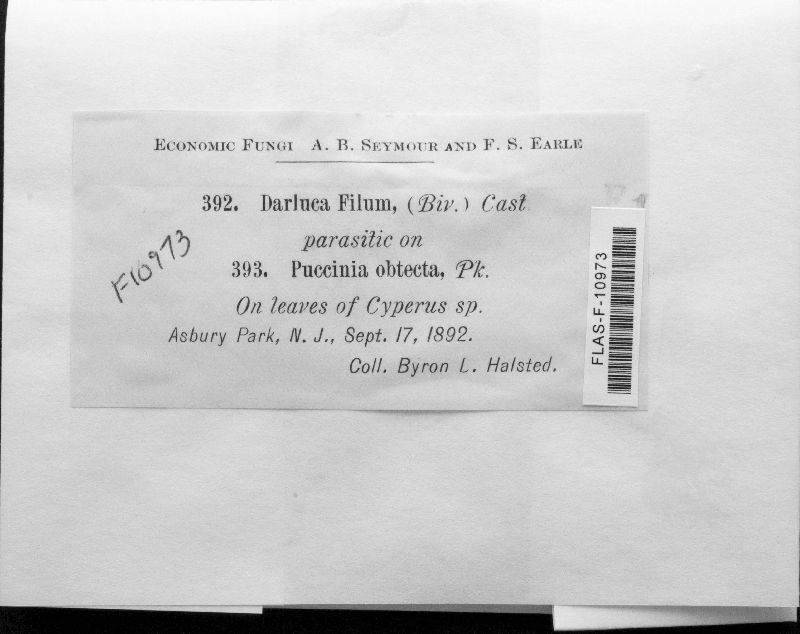 Economic Fungi A. B. Seymour and F. S. Earle
392. Darluca Filum, (Biv.) Cast
parasitic on
393. Puccinia obtecta, Pk.
On leaves of Cyperus sp.
Asbury Park, N. J., Sept. 17, 1892.
Coll. Byron L. Halsted.
F10973
FLAS-F-10973